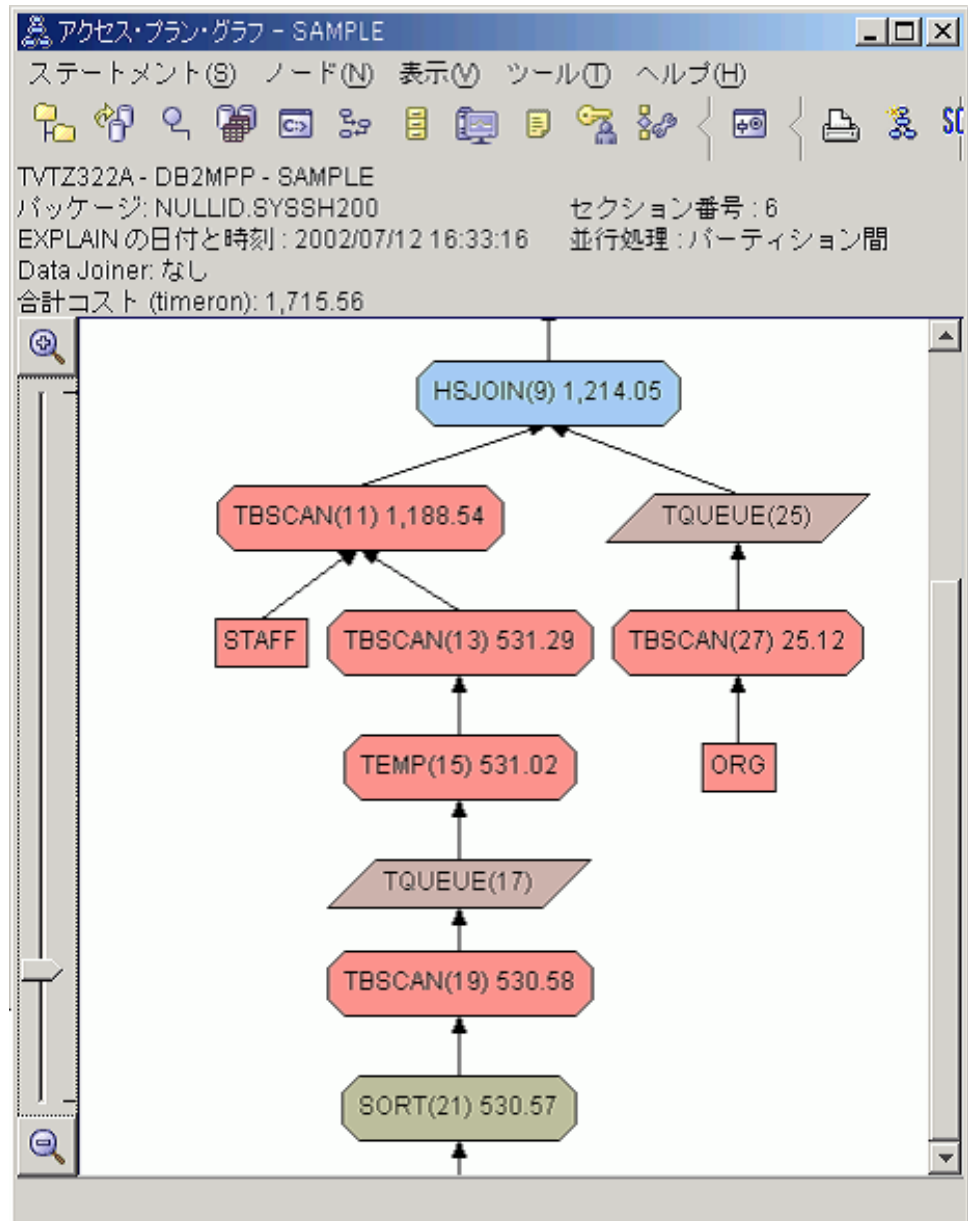 アクセス・プラン・グラフ - SAMPLE
ステートメント(S) ノード(N) 表示(V) ツール(T) ヘルプ(H)
TVTZ322A - DB2MPP - SAMPLE
パッケージ: NULLID.SYSSH200 セクション番号 : 6
EXPLAIN の日付と時刻 : 2002/07/12 16:33:16 並行処理 : パーティション間
Data Joiner: なし
合計コスト (timeron): 1,715.56
HSJOIN(9) 1,214.05
TBSCAN(11) 1,188.54 TQUEUE(25)
STAFF TBSCAN(13) 531.29 TBSCAN(27) 25.12
TEMP(15) 531.02 ORG
TQUEUE(17)
TBSCAN(19) 530.58
SORT(21) 530.57